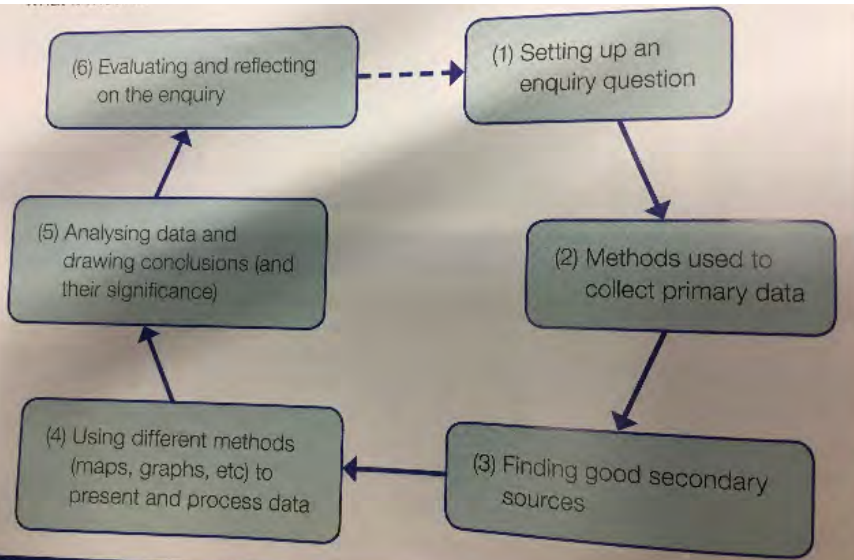 (1) Setting up an
enquiry question
(2) Methods used to
collect primary data
(3) Finding good secondary
sources
(4) Using different methods
(maps, graphs, etc) to
present and process data
(5) Analysing data and
drawing conclusions (and
their significance)
(6) Evaluating and reflecting
on the enquiry